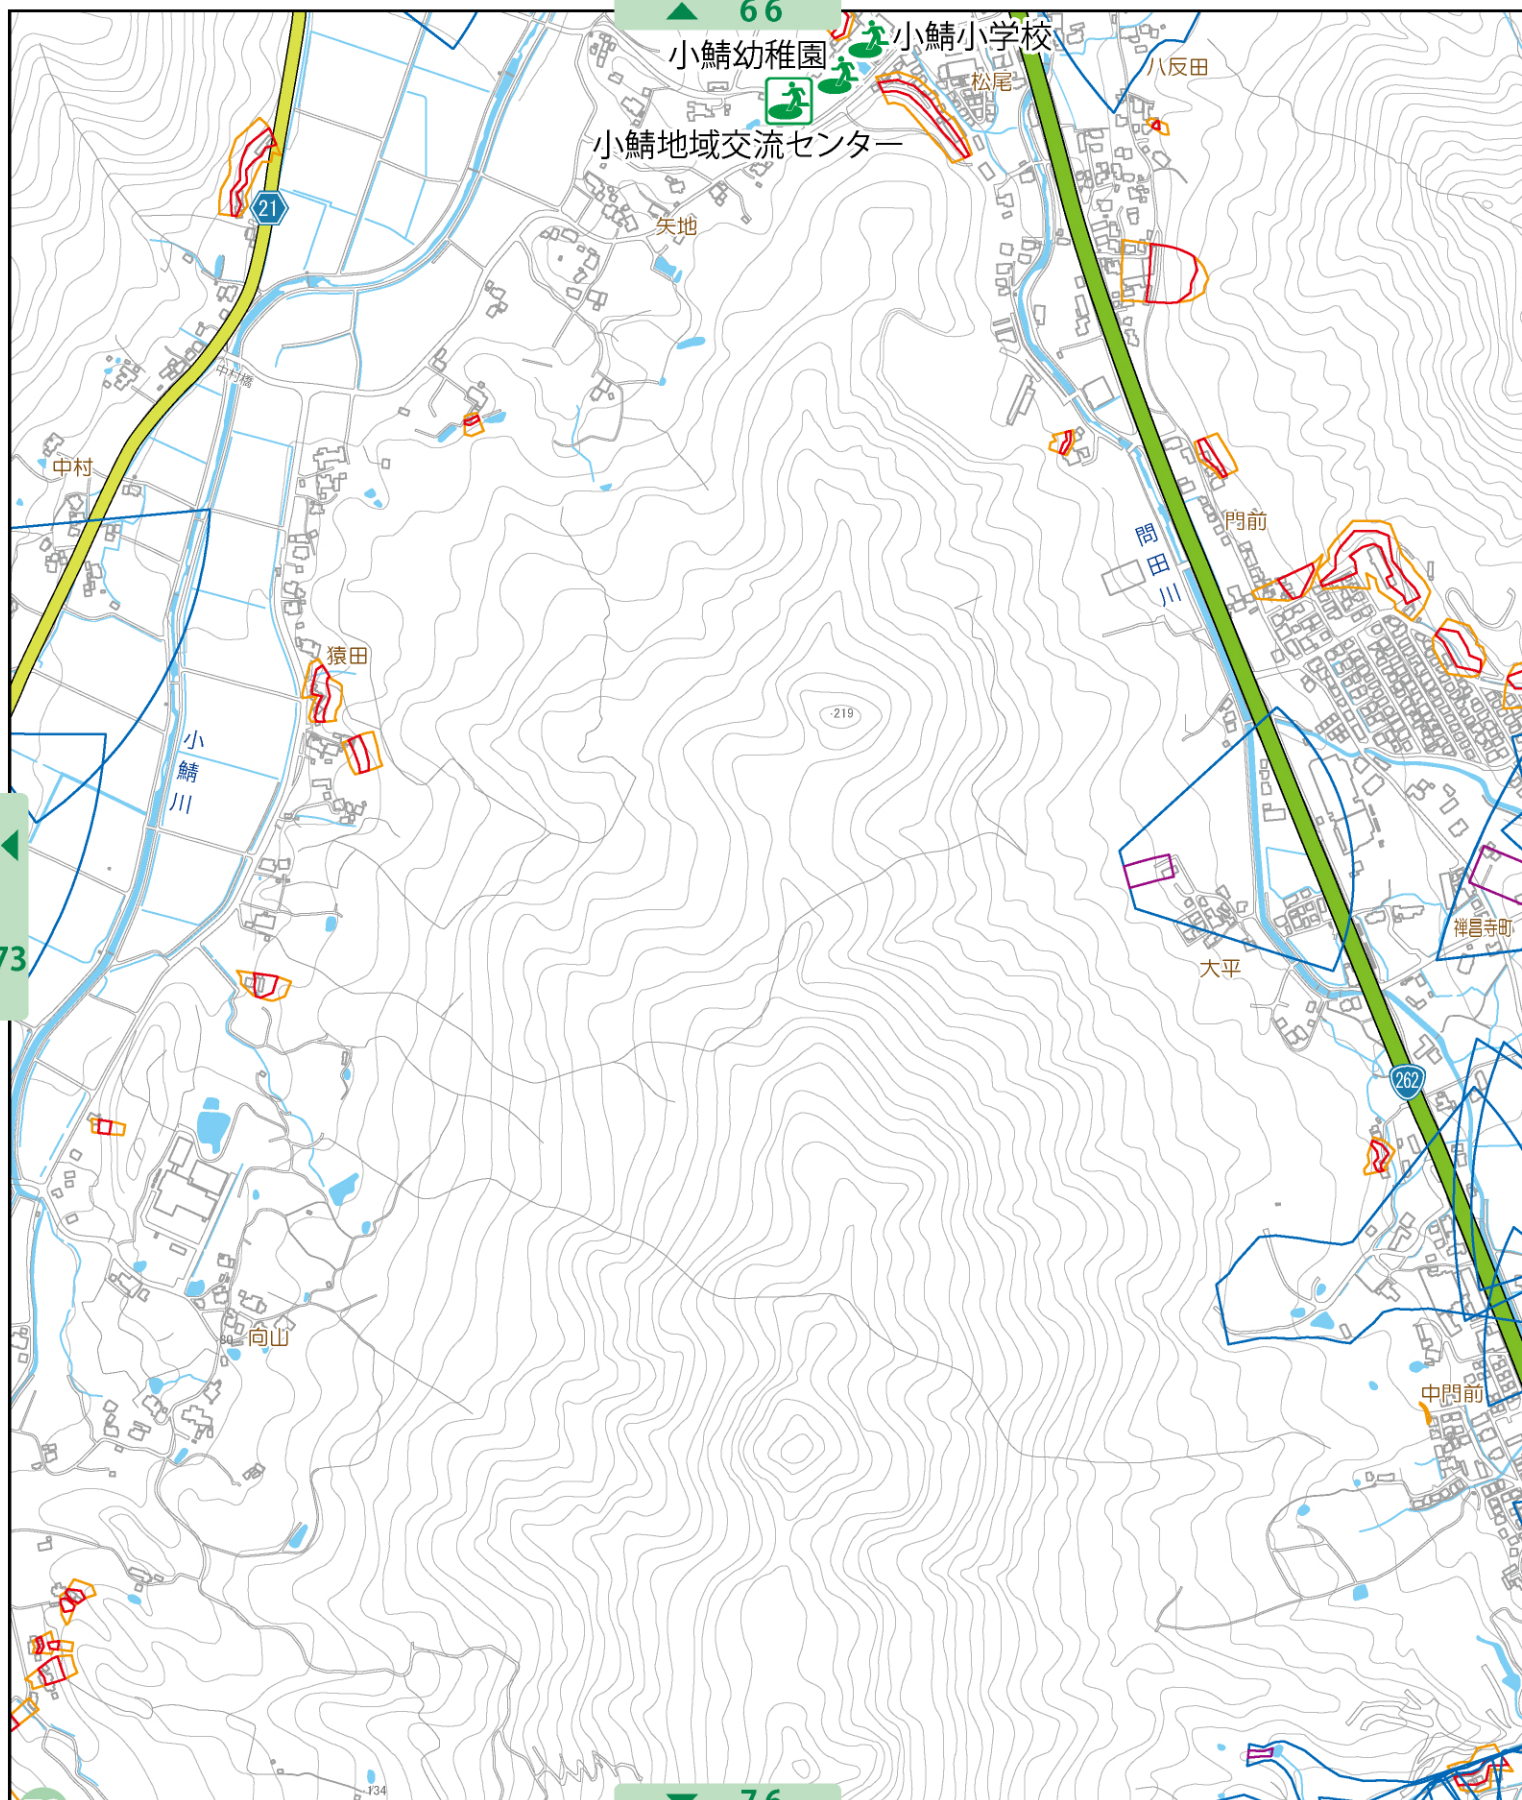 66
小鯖小学校
小鯖幼稚園
八反田
松尾
小鯖地域交流センター
21
矢地
中村橋
中村
門前
問田川
猿田
-219
小鯖川
73
禅昌寺町
大平
262
向山
中門前
-134
76